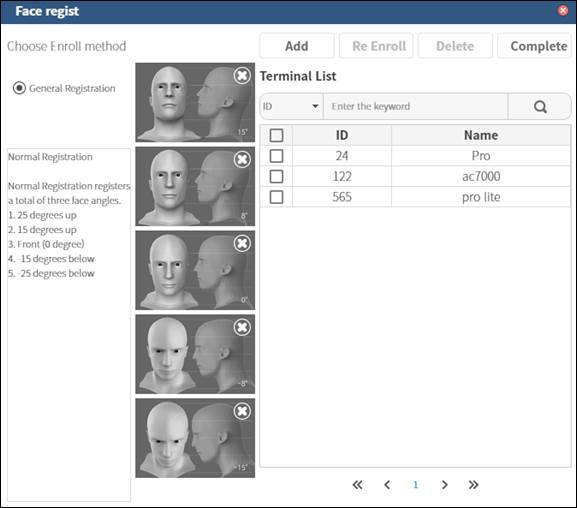 Face regist
Choose Enroll method
General Registration
Normal Registration
Normal Registration registers
a total of three face angles.
1. 25 degrees up
2. 15 degrees up
3. Front (0 degree)
4. -15 degrees below
5. -25 degrees below
15°
8°
0°
-8°
-15°
Add Re Enroll Delete Complete
Terminal List
ID Enter the keyword
ID Name
24 Pro
122 ac7000
565 pro lite
1